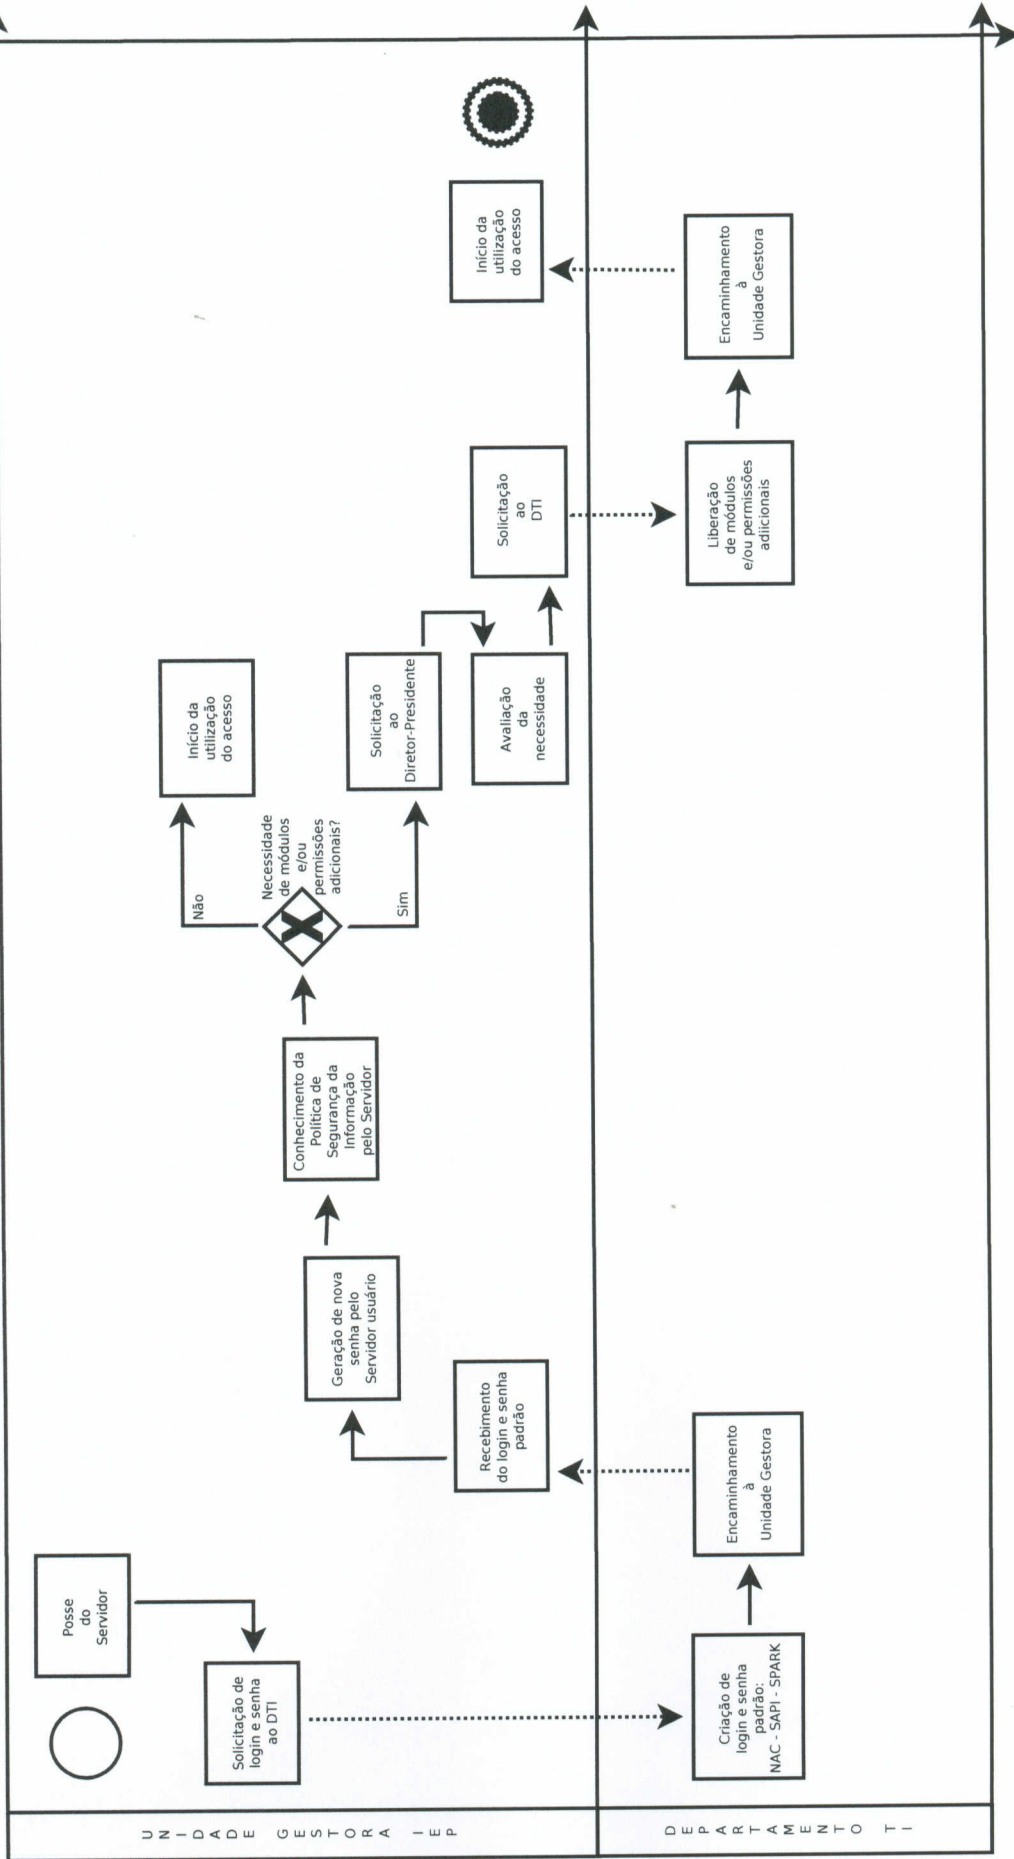 UNIDADE GESTORA IEP
DEPARTAMENTO TI
Posse
do
Servidor
Solicitação de
login e senha
ao DTI
Criação de
login e senha
padrão:
NAC - SAPI - SPARK
Encaminhamento
à
Unidade Gestora
Recebimento
do login e senha
padrão
Geração de nova
senha pelo
Servidor usuário
Conhecimento da
Política de
Segurança da
Informação
pelo Servidor
Necessidade
de módulos
e/ou
permissões
adicionais?
Não
Sim
Início da
utilização
do acesso
Solicitação
ao
Diretor-Presidente
Avaliação
da
necessidade
Solicitação
ao
DTI
Liberação
de módulos
e/ou permissões
adiicionais
Encaminhamento
à
Unidade Gestora
Início da
utilização
do acesso